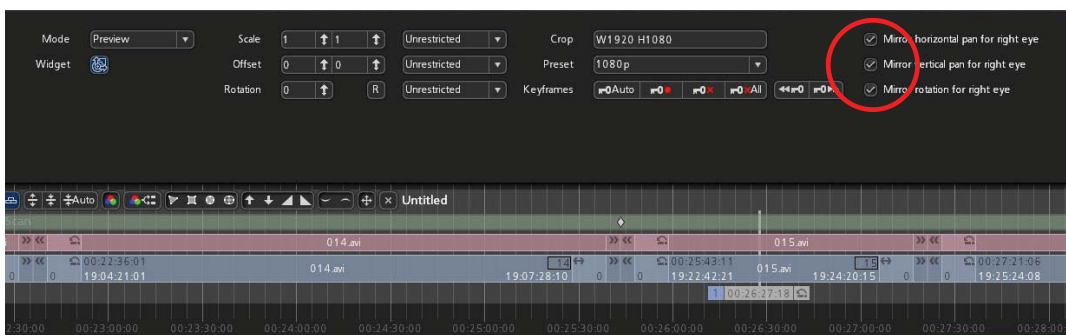 Mode Preview Scale 1 1 Unrestricted Crop W1920 H1080 Mirror horizontal pan for right eye
Widget Offset 0 0 Unrestricted Preset 1080p Mirror vertical pan for right eye
Rotation 0 R Unrestricted Keyframes Auto All Mirror rotation for right eye
Auto Untitled
Scan
014.avi 015.avi
00:22:36:01 014.avi 14 00:25:43:11 015.avi 15 00:27:21:06
0 0 19:04:21:01 19:07:28:10 0 0 19:22:42:21 19:24:20:15 0 0 19:25:24:08
1 00:26:27:18
2:30:00 00:23:00:00 00:23:30:00 00:24:00:00 00:24:30:00 00:25:00:00 00:25:30:00 00:26:00:00 00:26:30:00 00:27:00:00 00:27:30:00 00:28:00